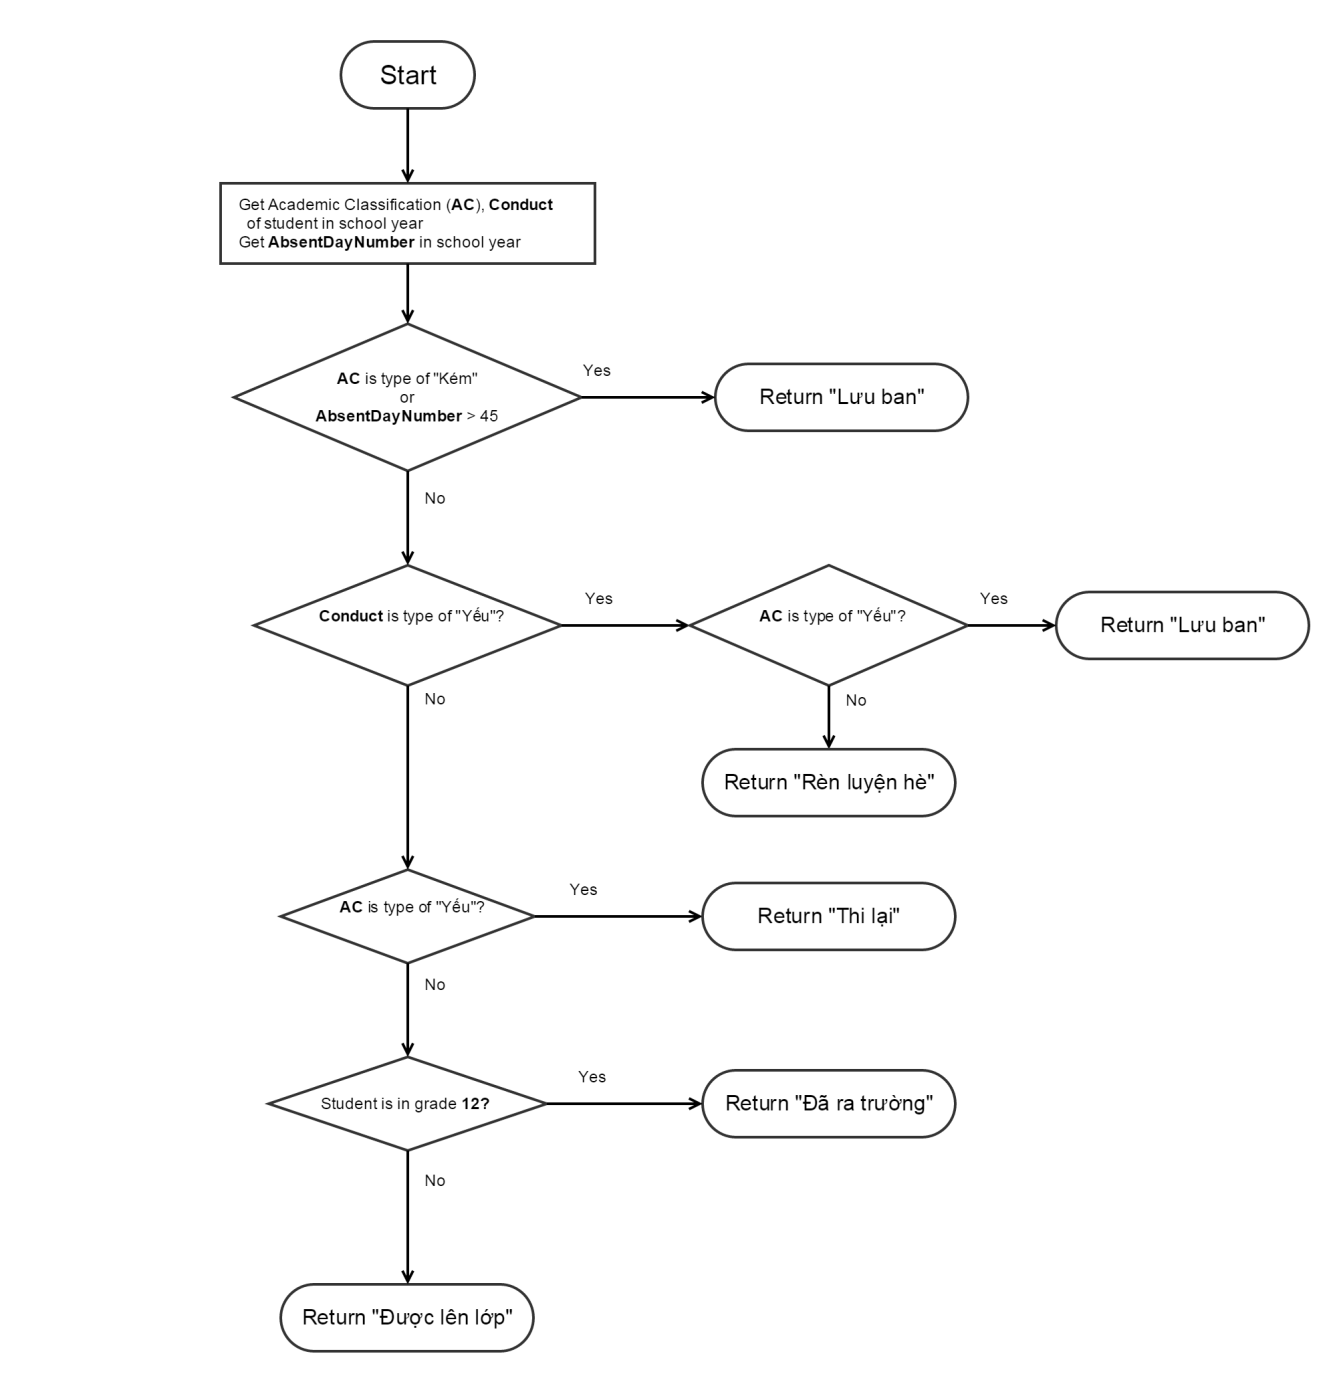 Start
Get Academic Classification (AC), Conduct
of student in school year
Get AbsentDayNumber in school year
AC is type of "Kém"
or
AbsentDayNumber > 45
Yes
Return "Lưu ban"
No
Conduct is type of "Yếu"?
Yes
AC is type of "Yếu"?
Yes
Return "Lưu ban"
No
No
Return "Rèn luyện hè"
AC is type of "Yếu"?
Yes
Return "Thi lại"
No
Student is in grade 12?
Yes
Return "Đã ra trường"
No
Return "Được lên lớp"